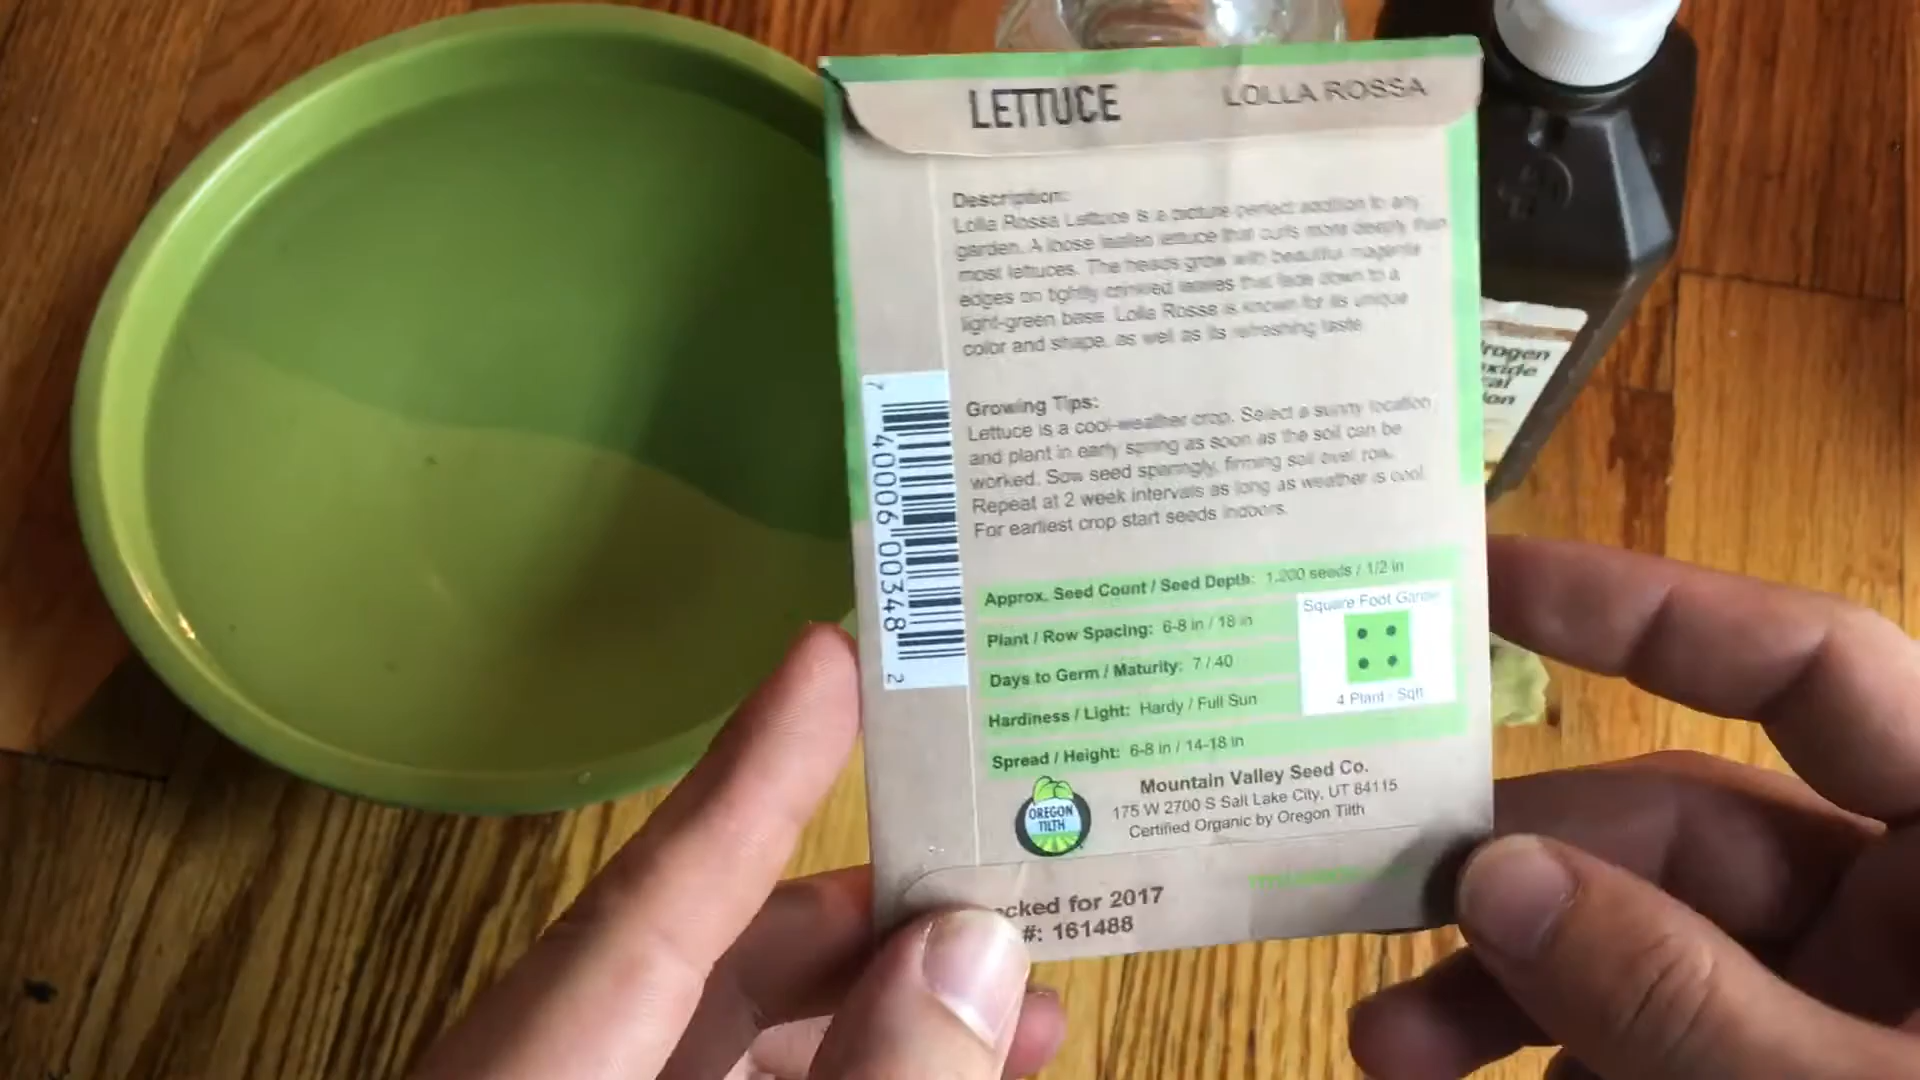 LETTUCE LOLLA ROSSA
Description:
Lolla Rossa Lettuce is a picture perfect addition to any
garden. A loose leafed lettuce that curls more deeply than
most lettuces. The heads grow with beautiful magenta
edges on tightly crinkled leaves that fade down to a
light-green base. Lolla Rossa is known for its unique
color and shape, as well as its refreshing taste
Growing Tips:
Lettuce is a cool-weather crop. Select a sunny location
and plant in early spring as soon as the soil can be
worked. Sow seed sparingly, firming soil over row.
Repeat at 2 week intervals as long as weather is cool.
For earliest crop start seeds indoors.
Approx. Seed Count / Seed Depth: 1,200 seeds / 1/2 in
Plant / Row Spacing: 6-8 in / 18 in
Days to Germ / Maturity: 7 / 40
Hardiness / Light: Hardy / Full Sun
Spread / Height: 6-8 in / 14-18 in
Square Foot Garden
4 Plant - Sqft
OREGON
TILTH
Mountain Valley Seed Co.
175 W 2700 S Salt Lake City, UT 84115
Certified Organic by Oregon Tilth
cked for 2017
#: 161488
7 40006 00348 2
rogen
xide
cal
ion